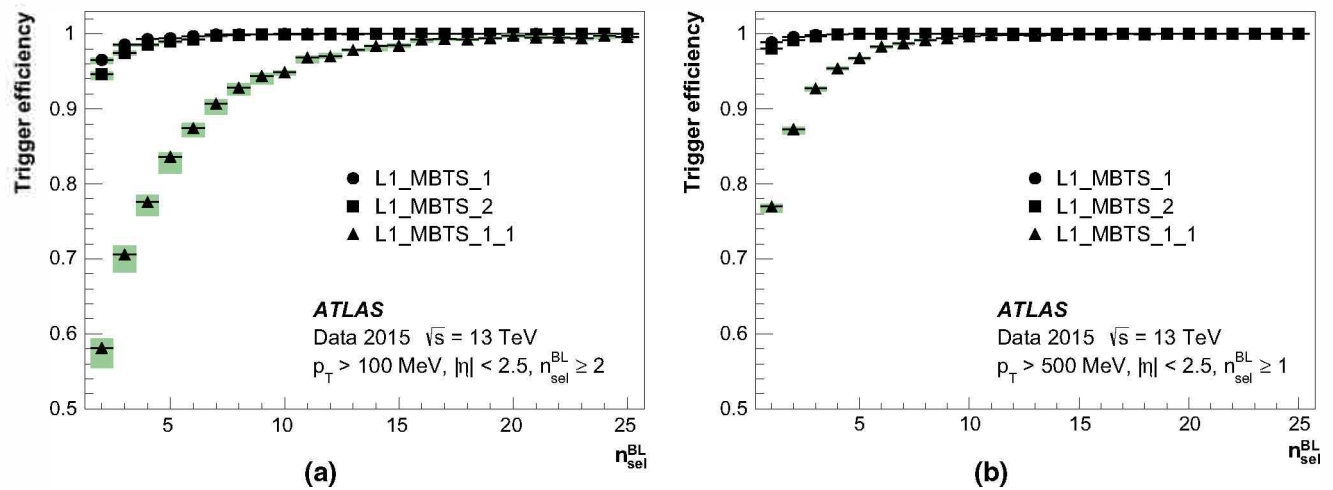 Trigger efficiency
1
0.9
0.8
0.7
0.6
0.5
L1_MBTS_1
L1_MBTS_2
L1_MBTS_1_1
ATLAS
Data 2015 √s = 13 TeV
p_T > 100 MeV, |η| < 2.5, n_sel^BL ≥ 2
5 10 15 20 25
n_sel^BL
(a)
Trigger efficiency
1
0.9
0.8
0.7
0.6
0.5
L1_MBTS_1
L1_MBTS_2
L1_MBTS_1_1
ATLAS
Data 2015 √s = 13 TeV
p_T > 500 MeV, |η| < 2.5, n_sel^BL ≥ 1
5 10 15 20 25
n_sel^BL
(b)